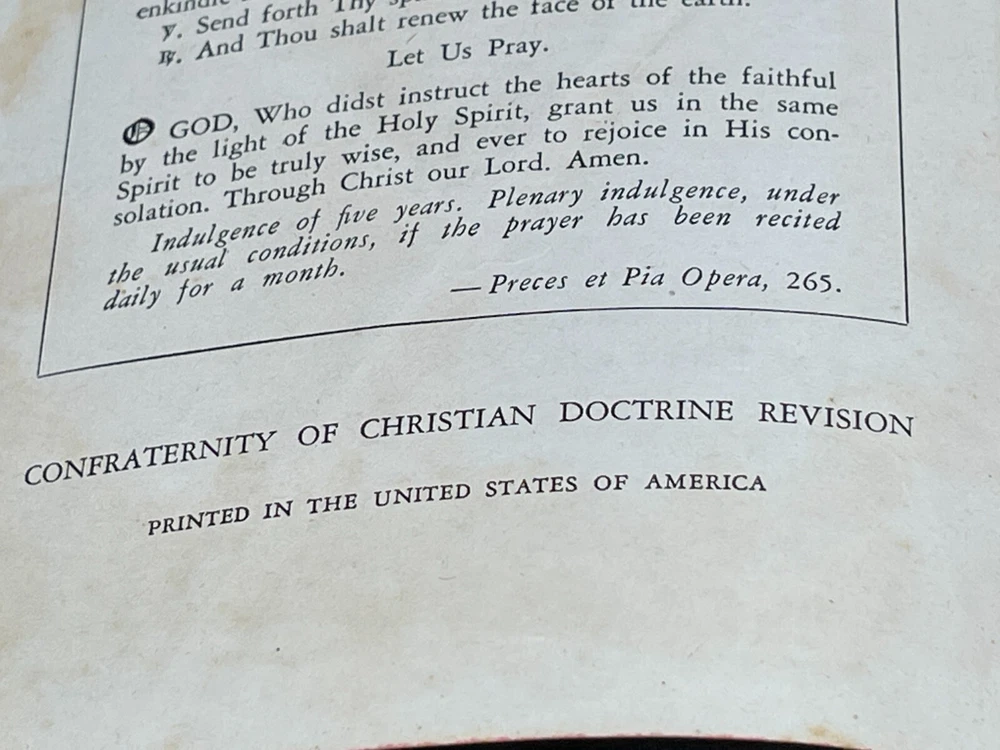 ℣. Send forth Thy
℟. And Thou shalt renew the face of the earth.
Let Us Pray.
O GOD, Who didst instruct the hearts of the faithful
by the light of the Holy Spirit, grant us in the same
Spirit to be truly wise, and ever to rejoice in His con-
solation. Through Christ our Lord. Amen.
Indulgence of five years. Plenary indulgence, under
the usual conditions, if the prayer has been recited
daily for a month.
— Preces et Pia Opera, 265.
CONFRATERNITY OF CHRISTIAN DOCTRINE REVISION
PRINTED IN THE UNITED STATES OF AMERICA